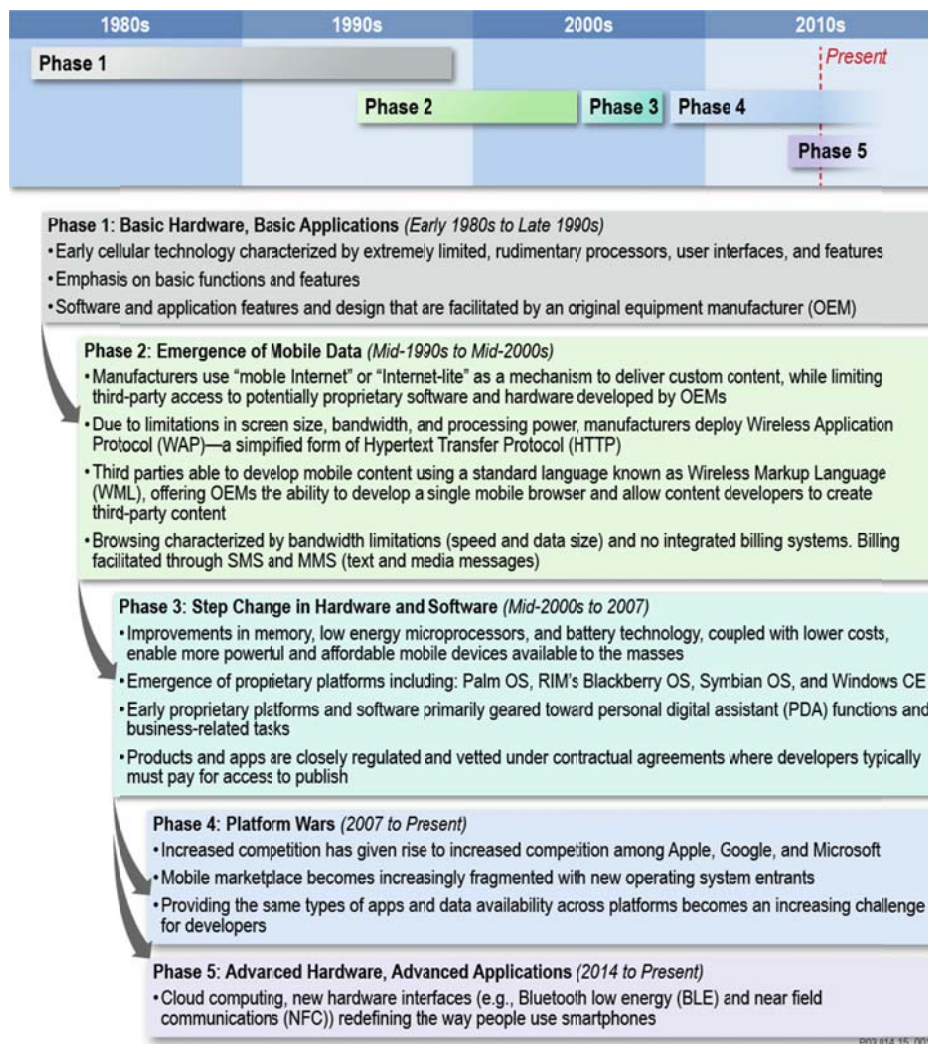 1980s 1990s 2000s 2010s
Present
Phase 1
Phase 2 Phase 3 Phase 4
Phase 5
Phase 1: Basic Hardware, Basic Applications (Early 1980s to Late 1990s)
•Early cellular technology characterized by extremely limited, rudimentary processors, user interfaces, and features
•Emphasis on basic functions and features
•Software and application features and design that are facilitated by an original equipment manufacturer (OEM)
Phase 2: Emergence of Mobile Data (Mid-1990s to Mid-2000s)
•Manufacturers use “moble Internet” or “Internet-lite” as a mechanism to deliver custom content, while limiting
third-party access to potentially proprietary software and hardware developed by OEMs
•Due to limitations in screen size, bandwidth, and processing power, manufacturers deploy Wireless Application
Protocol (WAP)—a simpified form of Hypertext Transfer Protocol (HTTP)
•Third parties able to develop mobile content using a standard language known as Wireless Markup Language
(WML), offering OEMs the ability to develop a single mobile browser and allow content developers to create
third-party content
•Browsing characterized by bandwidth limitations (speed and data size) and no integrated billing systems. Billing
facilitated through SMS and MMS (text and media messages)
Phase 3: Step Change in Hardware and Software (Mid-2000s to 2007)
•Improvements in memory, low energy microprocessors, and battery technology, coupled with lower costs,
enable more powerful and affordable mobile devices available to the masses
•Emergence of proprietary platforms including: Palm OS, RIM's Blackberry OS, Symbian OS, and Windows CE
•Early proprietary platforms and software primarily geared toward personal digital assistant (PDA) functions and
business-related tasks
•Products and apps are closely regulated and vetted under contractual agreements where developers typically
must pay for access to publish
Phase 4: Platform Wars (2007 to Present)
•Increased competition has given rise to increased competition among Apple, Google, and Microsoft
•Mobile marketplace becomes increasingly fragmented with new operating system entrants
•Providing the same types of apps and data availability across platforms becomes an increasing challenge
for developers
Phase 5: Advanced Hardware, Advanced Applications (2014 to Present)
•Cloud computing, new hardware interfaces (e.g., Bluetooth low energy (BLE) and near field
communications (NFC)) redefining the way people use smartphones